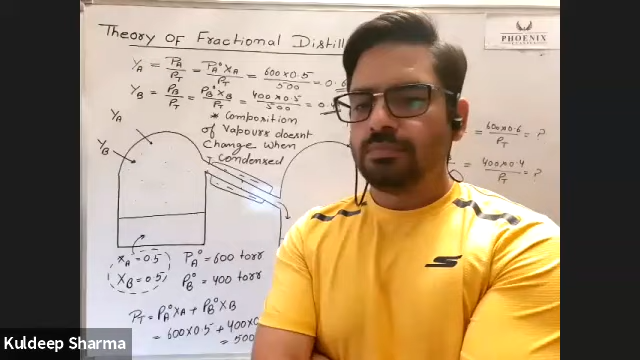 Theory OF Fractional Distill
PHOENIX
YA = PA/PT = PA° XA/PT = 600×0.5/500 = 0.6
YB = PB/PT = PB° XB/PT = 400×0.5/500 = 0.
* composition
of vapours doesnt
Change when
condensed
YA
YB
= 600×0.6/PT = ?
= 400×0.4/PT = ?
XA = 0.5
XB = 0.5
PA° = 600 torr
PB° = 400 torr
PT = PA° XA + PB° XB
= 600×0.5 + 400×0
= 500
Kuldeep Sharma